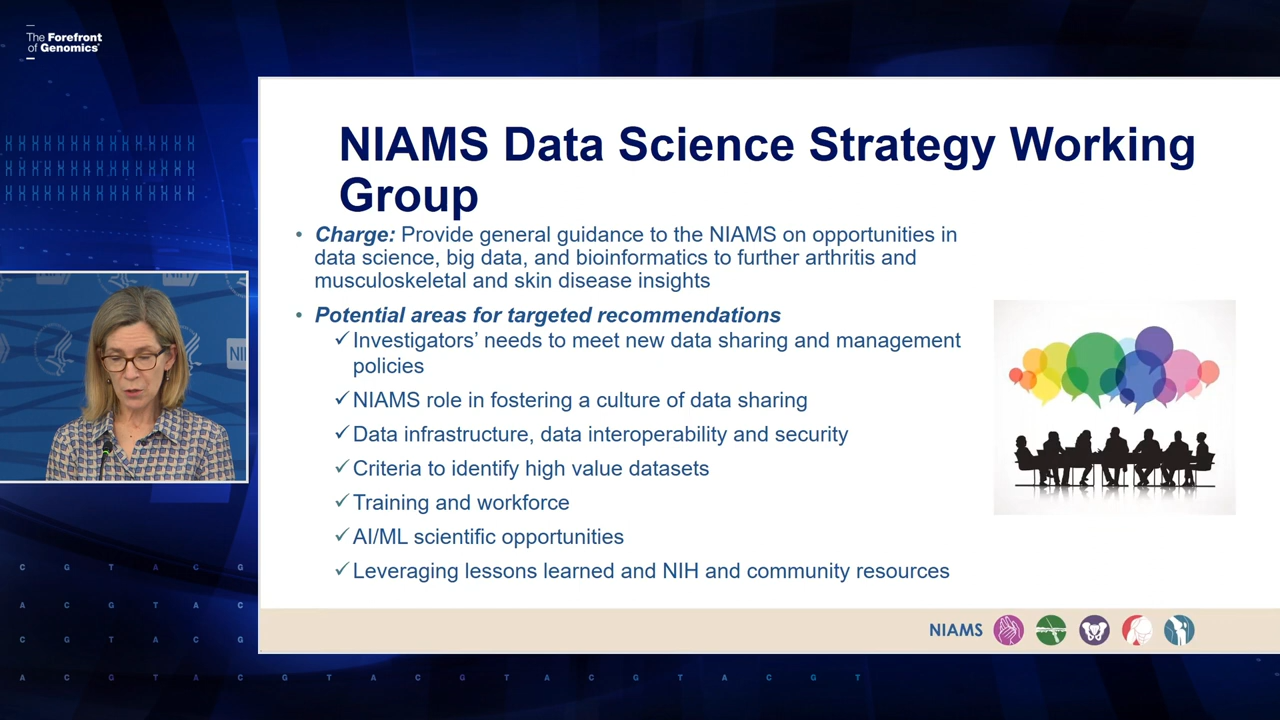 The Forefront
of Genomics®
NIAMS Data Science Strategy Working
Group
• Charge: Provide general guidance to the NIAMS on opportunities in
data science, big data, and bioinformatics to further arthritis and
musculoskeletal and skin disease insights
• Potential areas for targeted recommendations
✓Investigators’ needs to meet new data sharing and management
policies
✓NIAMS role in fostering a culture of data sharing
✓Data infrastructure, data interoperability and security
✓Criteria to identify high value datasets
✓Training and workforce
✓AI/ML scientific opportunities
✓Leveraging lessons learned and NIH and community resources
NIAMS
NI
C G T A C G
A C G T A C
C G T A C G
A C G T A C G T A C G T A C G T A C G T